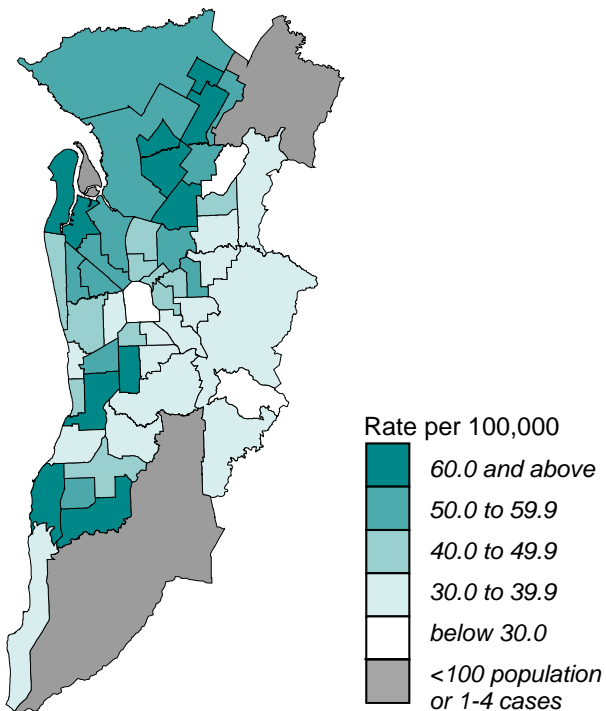 Rate per 100,000
60.0 and above
50.0 to 59.9
40.0 to 49.9
30.0 to 39.9
below 30.0
<100 population
or 1-4 cases